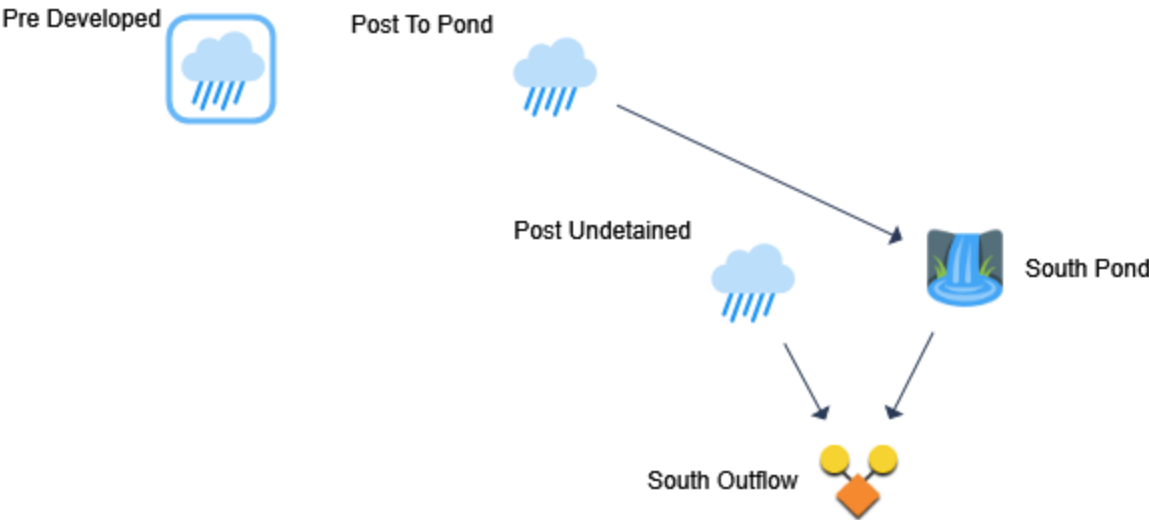 Pre Developed
Post To Pond
Post Undetained
South Pond
South Outflow